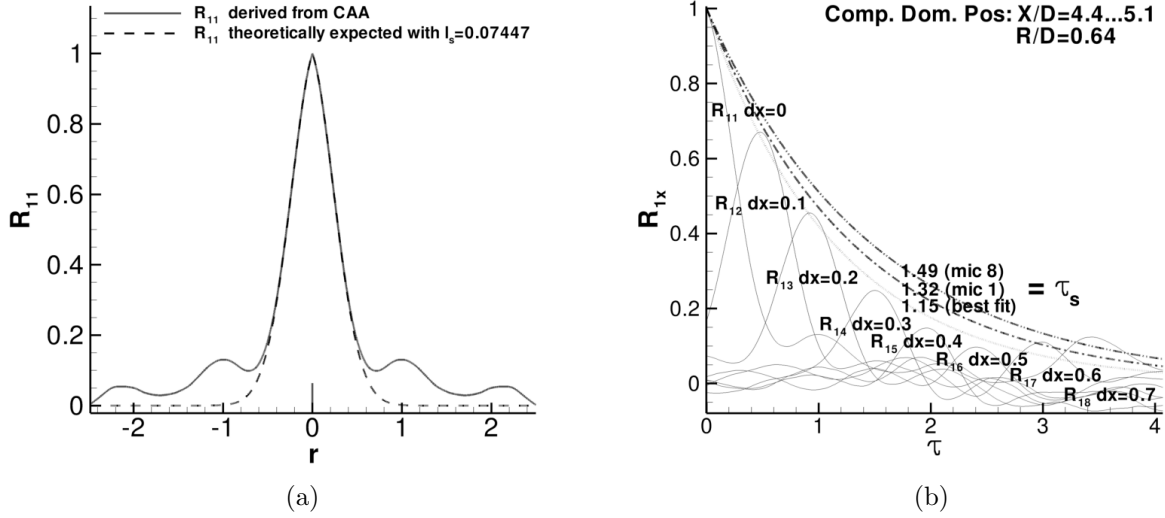 R11 derived from CAA
R11 theoretically expected with ls=0.07447
R11
1
0.8
0.6
0.4
0.2
0
-2 -1 0 1 2
r
(a)
Comp. Dom. Pos: X/D=4.4...5.1
R/D=0.64
R1x
1
0.8
0.6
0.4
0.2
0
R11 dx=0
R12 dx=0.1
R13 dx=0.2
R14 dx=0.3
R15 dx=0.4
R16 dx=0.5
R17 dx=0.6
R18 dx=0.7
1.49 (mic 8)
1.32 (mic 1) = τs
1.15 (best fit)
0 1 2 3 4
τ
(b)